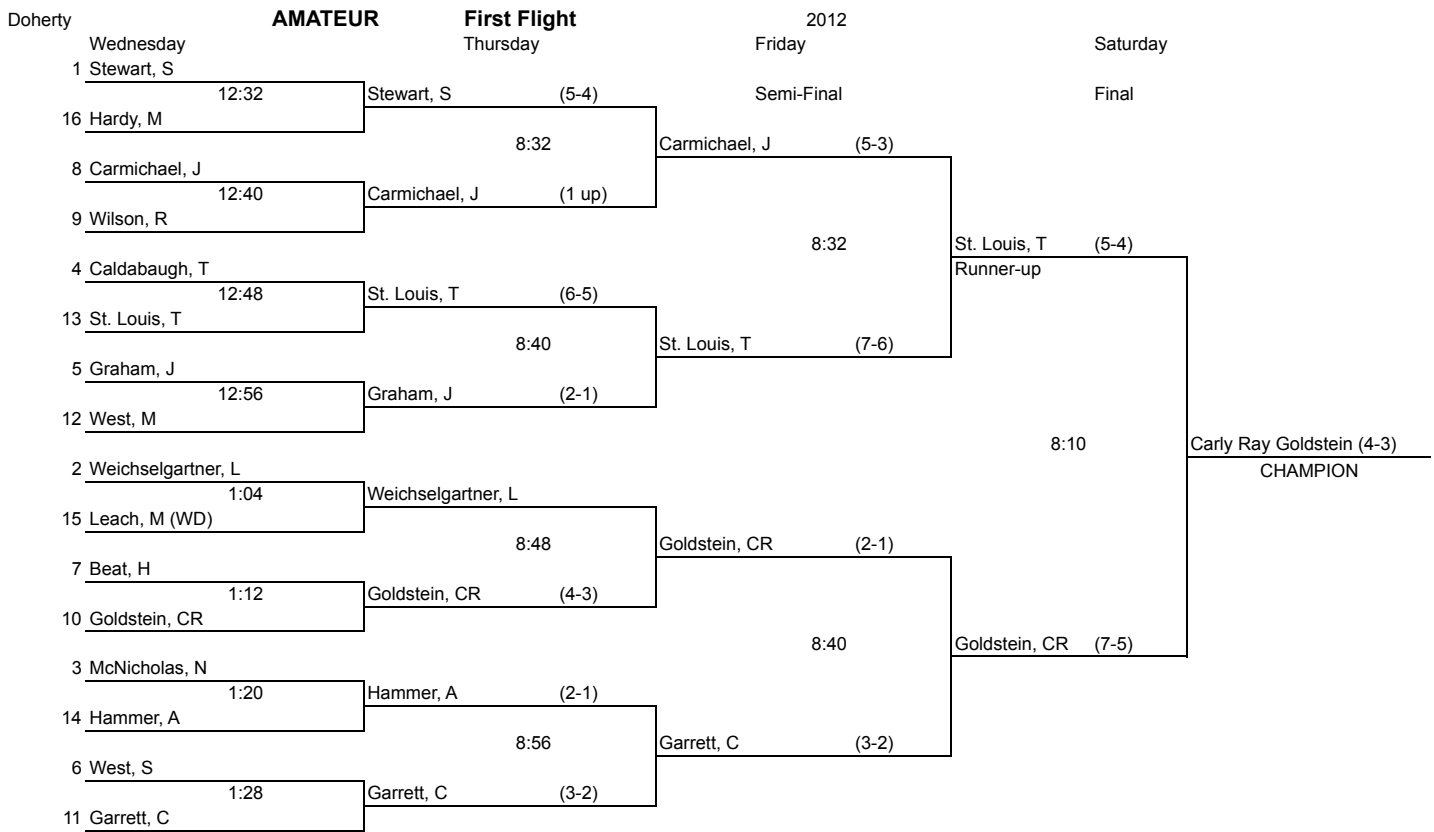 Doherty AMATEUR First Flight 2012
Wednesday Thursday Friday Saturday
1 Stewart, S
12:32 Stewart, S (5-4) Semi-Final Final
16 Hardy, M
8:32 Carmichael, J (5-3)
8 Carmichael, J
12:40 Carmichael, J (1 up)
9 Wilson, R
8:32 St. Louis, T (5-4)
4 Caldabaugh, T Runner-up
12:48 St. Louis, T (6-5)
13 St. Louis, T
8:40 St. Louis, T (7-6)
5 Graham, J
12:56 Graham, J (2-1)
12 West, M
8:10 Carly Ray Goldstein (4-3)
2 Weichselgartner, L CHAMPION
1:04 Weichselgartner, L
15 Leach, M (WD)
8:48 Goldstein, CR (2-1)
7 Beat, H
1:12 Goldstein, CR (4-3)
10 Goldstein, CR
8:40 Goldstein, CR (7-5)
3 McNicholas, N
1:20 Hammer, A (2-1)
14 Hammer, A
8:56 Garrett, C (3-2)
6 West, S
1:28 Garrett, C (3-2)
11 Garrett, C